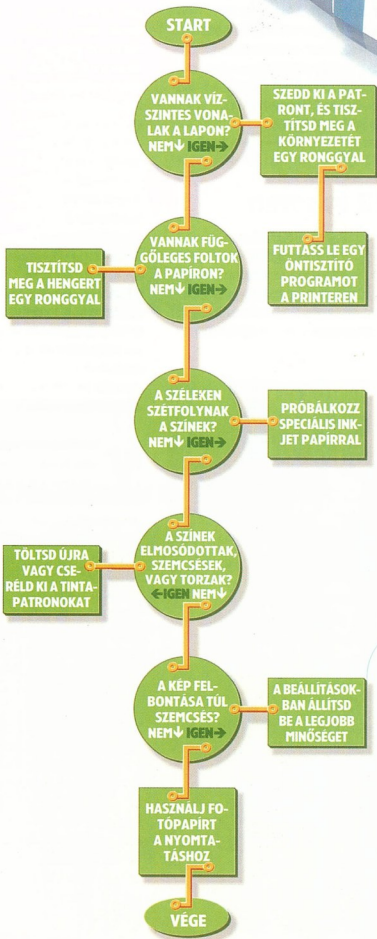 START
VANNAK VÍZ-
SZINTES VONA-
LAK A LAPON?
NEM↓ IGEN→
SZEDD KI A PAT-
RONT, ÉS TISZ-
TÍTSD MEG A
KÖRNYEZETÉT
EGY RONGGYAL
FUTTASS LE EGY
ÖNTISZTÍTÓ
PROGRAMOT
A PRINTEREN
VANNAK FÜG-
GŐLEGES FOLTOK
A PAPÍRON?
NEM↓ IGEN→
TISZTÍTSD
MEG A HENGERT
EGY RONGGYAL
A SZÉLEKEN
SZÉTFOLYNAK
A SZÍNEK?
NEM↓ IGEN→
PRÓBÁLKOZZ
SPECIÁLIS INK-
JET PAPÍRRAL
A SZÍNEK
ELMOSÓDOTTAK,
SZEMCSÉSEK,
VAGY TORZAK?
←IGEN NEM↓
TÖLTSD ÚJRA
VAGY CSE-
RÉLD KI A TINTA-
PATRONOKAT
A KÉP FEL-
BONTÁSA TÚL
SZEMCSÉS?
NEM↓ IGEN→
A BEÁLLÍTÁSOK-
BAN ÁLLÍTSD
BE A LEGJOBB
MINŐSÉGET
HASZNÁLJ FO-
TÓPAPÍRT
A NYOMTA-
TÁSHOZ
VÉGE